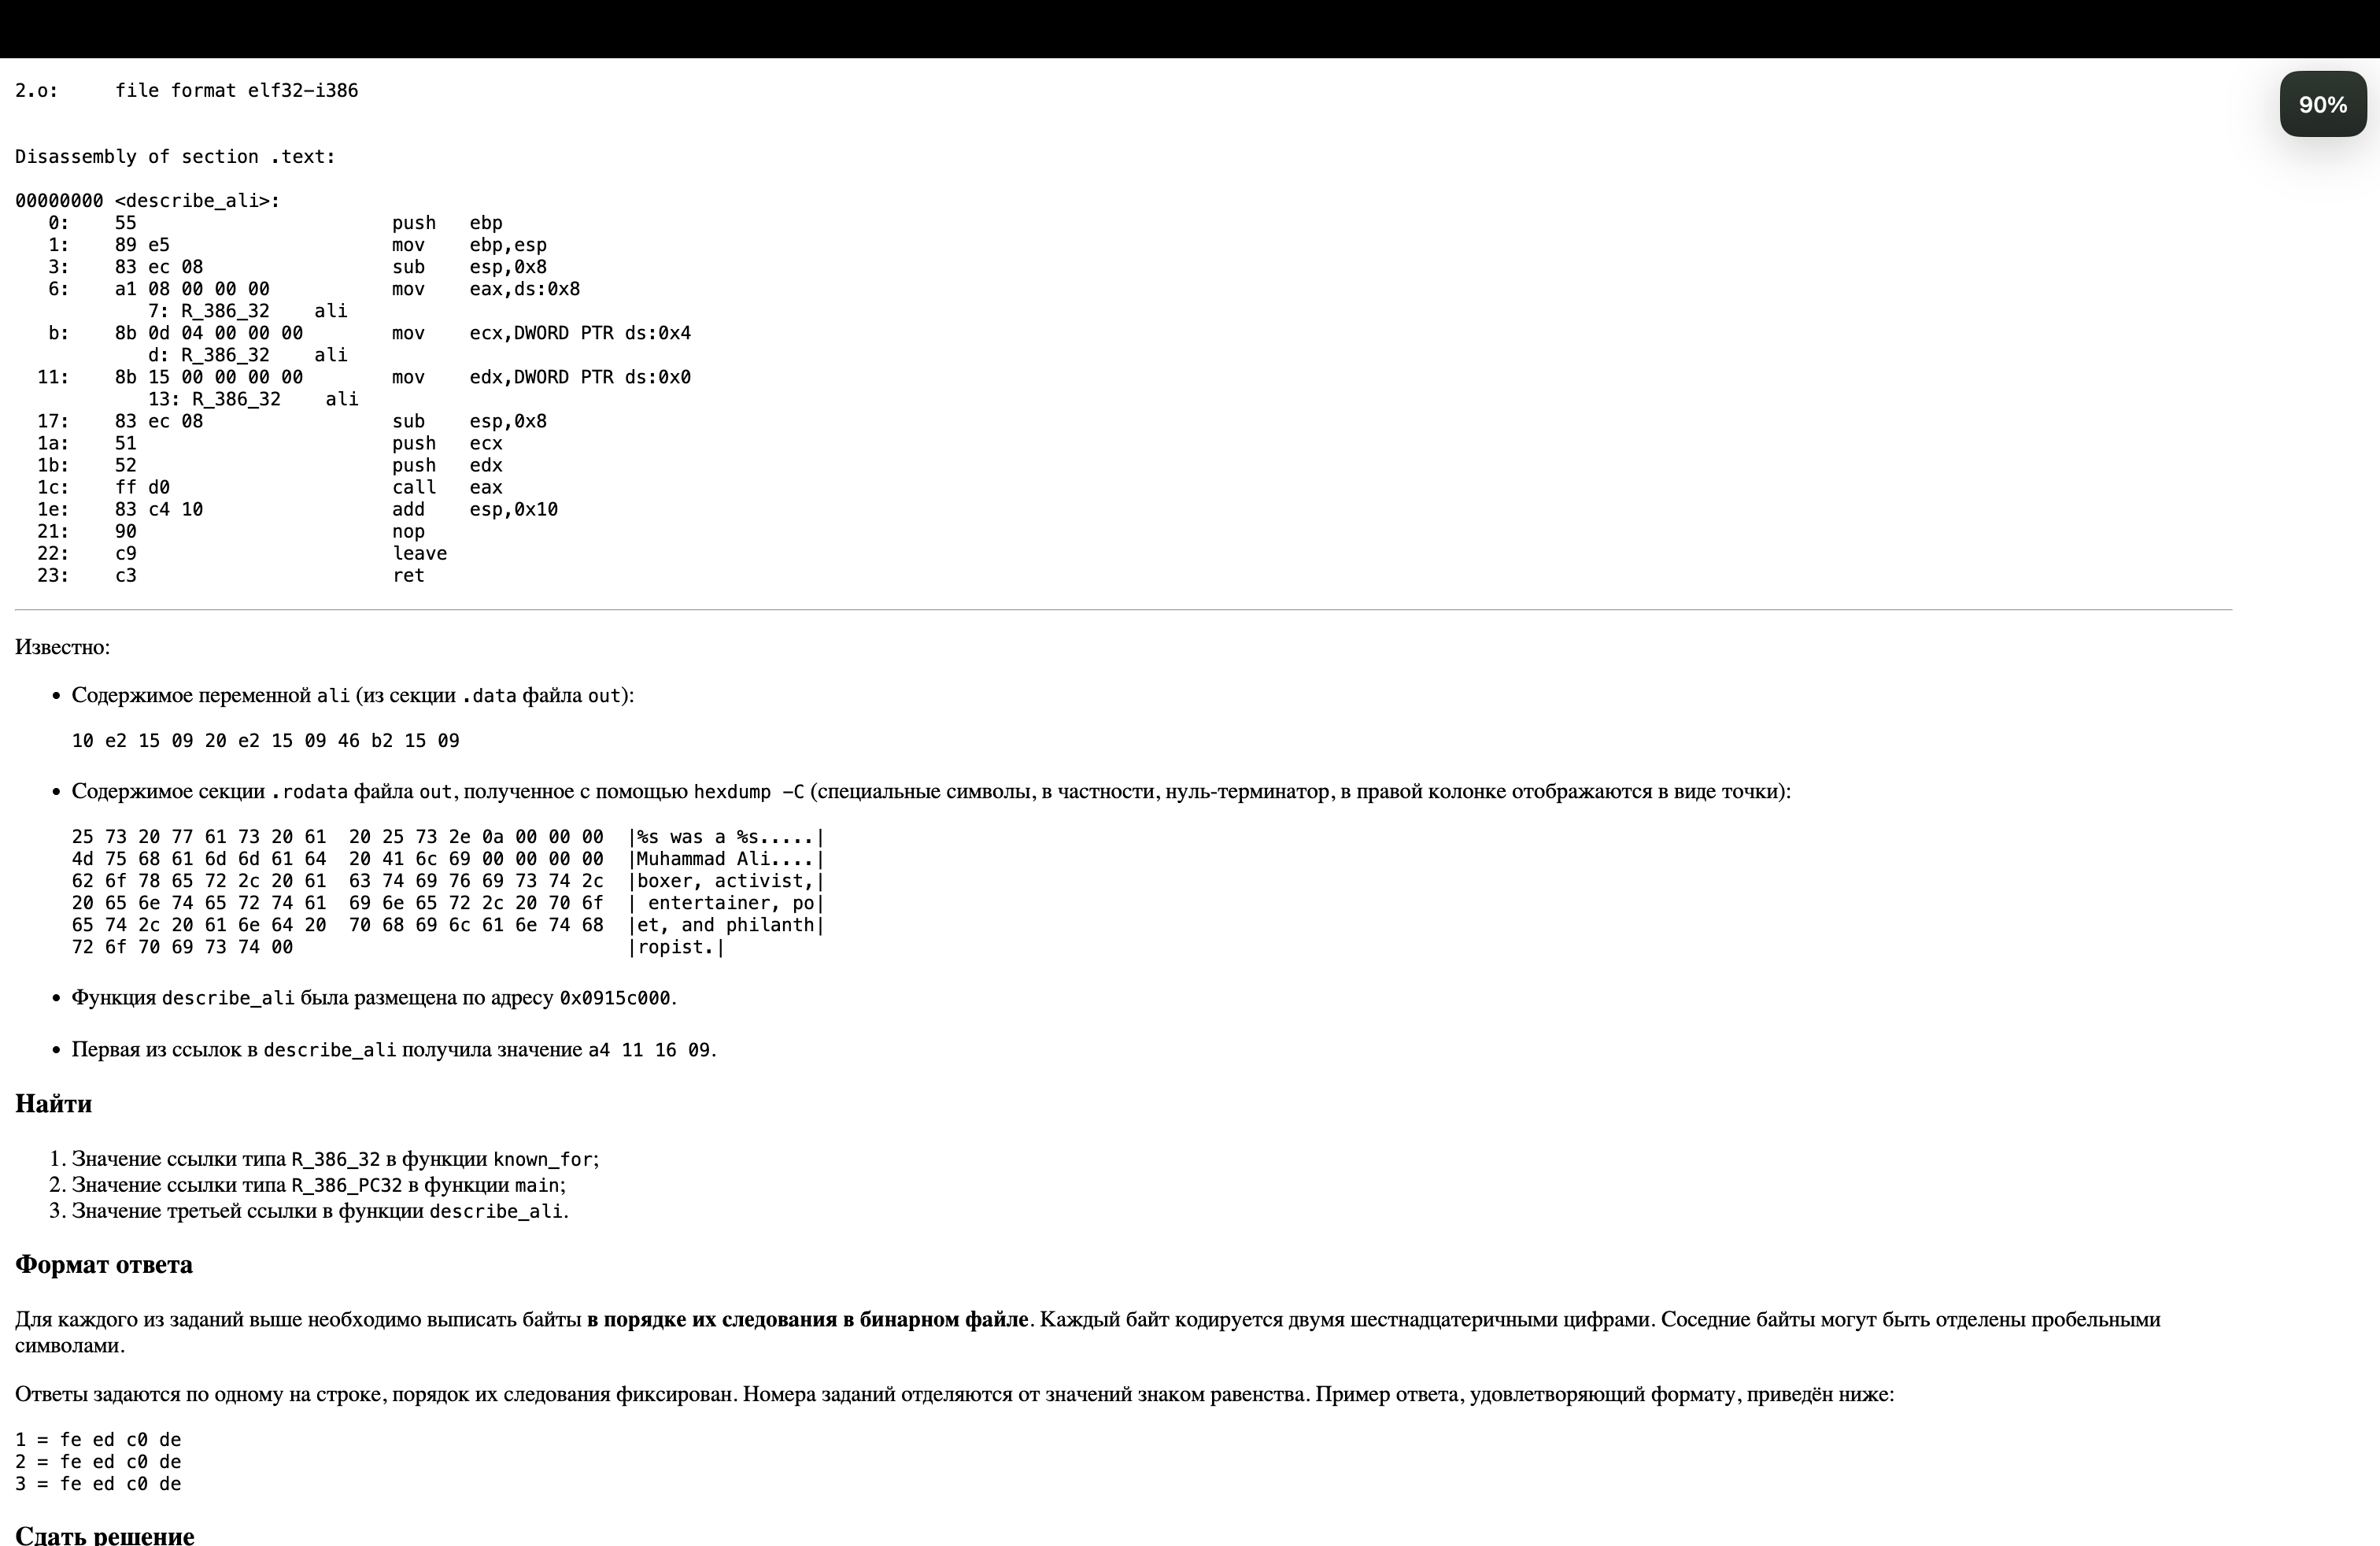 90%
2.o:     file format elf32-i386
Disassembly of section .text:
00000000 <describe_ali>:
   0:    55                       push   ebp
   1:    89 e5                    mov    ebp,esp
   3:    83 ec 08                 sub    esp,0x8
   6:    a1 08 00 00 00           mov    eax,ds:0x8
            7: R_386_32    ali
   b:    8b 0d 04 00 00 00        mov    ecx,DWORD PTR ds:0x4
            d: R_386_32    ali
  11:    8b 15 00 00 00 00        mov    edx,DWORD PTR ds:0x0
            13: R_386_32    ali
  17:    83 ec 08                 sub    esp,0x8
  1a:    51                       push   ecx
  1b:    52                       push   edx
  1c:    ff d0                    call   eax
  1e:    83 c4 10                 add    esp,0x10
  21:    90                       nop
  22:    c9                       leave
  23:    c3                       ret
Известно:
• Содержимое переменной ali (из секции .data файла out):
10 e2 15 09 20 e2 15 09 46 b2 15 09
• Содержимое секции .rodata файла out, полученное с помощью hexdump -C (специальные символы, в частности, нуль-терминатор, в правой колонке отображаются в виде точки):
25 73 20 77 61 73 20 61  20 25 73 2e 0a 00 00 00  |%s was a %s.....|
4d 75 68 61 6d 6d 61 64  20 41 6c 69 00 00 00 00  |Muhammad Ali....|
62 6f 78 65 72 2c 20 61  63 74 69 76 69 73 74 2c  |boxer, activist,|
20 65 6e 74 65 72 74 61  69 6e 65 72 2c 20 70 6f  | entertainer, po|
65 74 2c 20 61 6e 64 20  70 68 69 6c 61 6e 74 68  |et, and philanth|
72 6f 70 69 73 74 00                              |ropist.|
• Функция describe_ali была размещена по адресу 0x0915c000.
• Первая из ссылок в describe_ali получила значение a4 11 16 09.
Найти
1. Значение ссылки типа R_386_32 в функции known_for;
2. Значение ссылки типа R_386_PC32 в функции main;
3. Значение третьей ссылки в функции describe_ali.
Формат ответа
Для каждого из заданий выше необходимо выписать байты в порядке их следования в бинарном файле. Каждый байт кодируется двумя шестнадцатеричными цифрами. Соседние байты могут быть отделены пробельными
символами.
Ответы задаются по одному на строке, порядок их следования фиксирован. Номера заданий отделяются от значений знаком равенства. Пример ответа, удовлетворяющий формату, приведён ниже:
1 = fe ed c0 de
2 = fe ed c0 de
3 = fe ed c0 de
Сдать решение